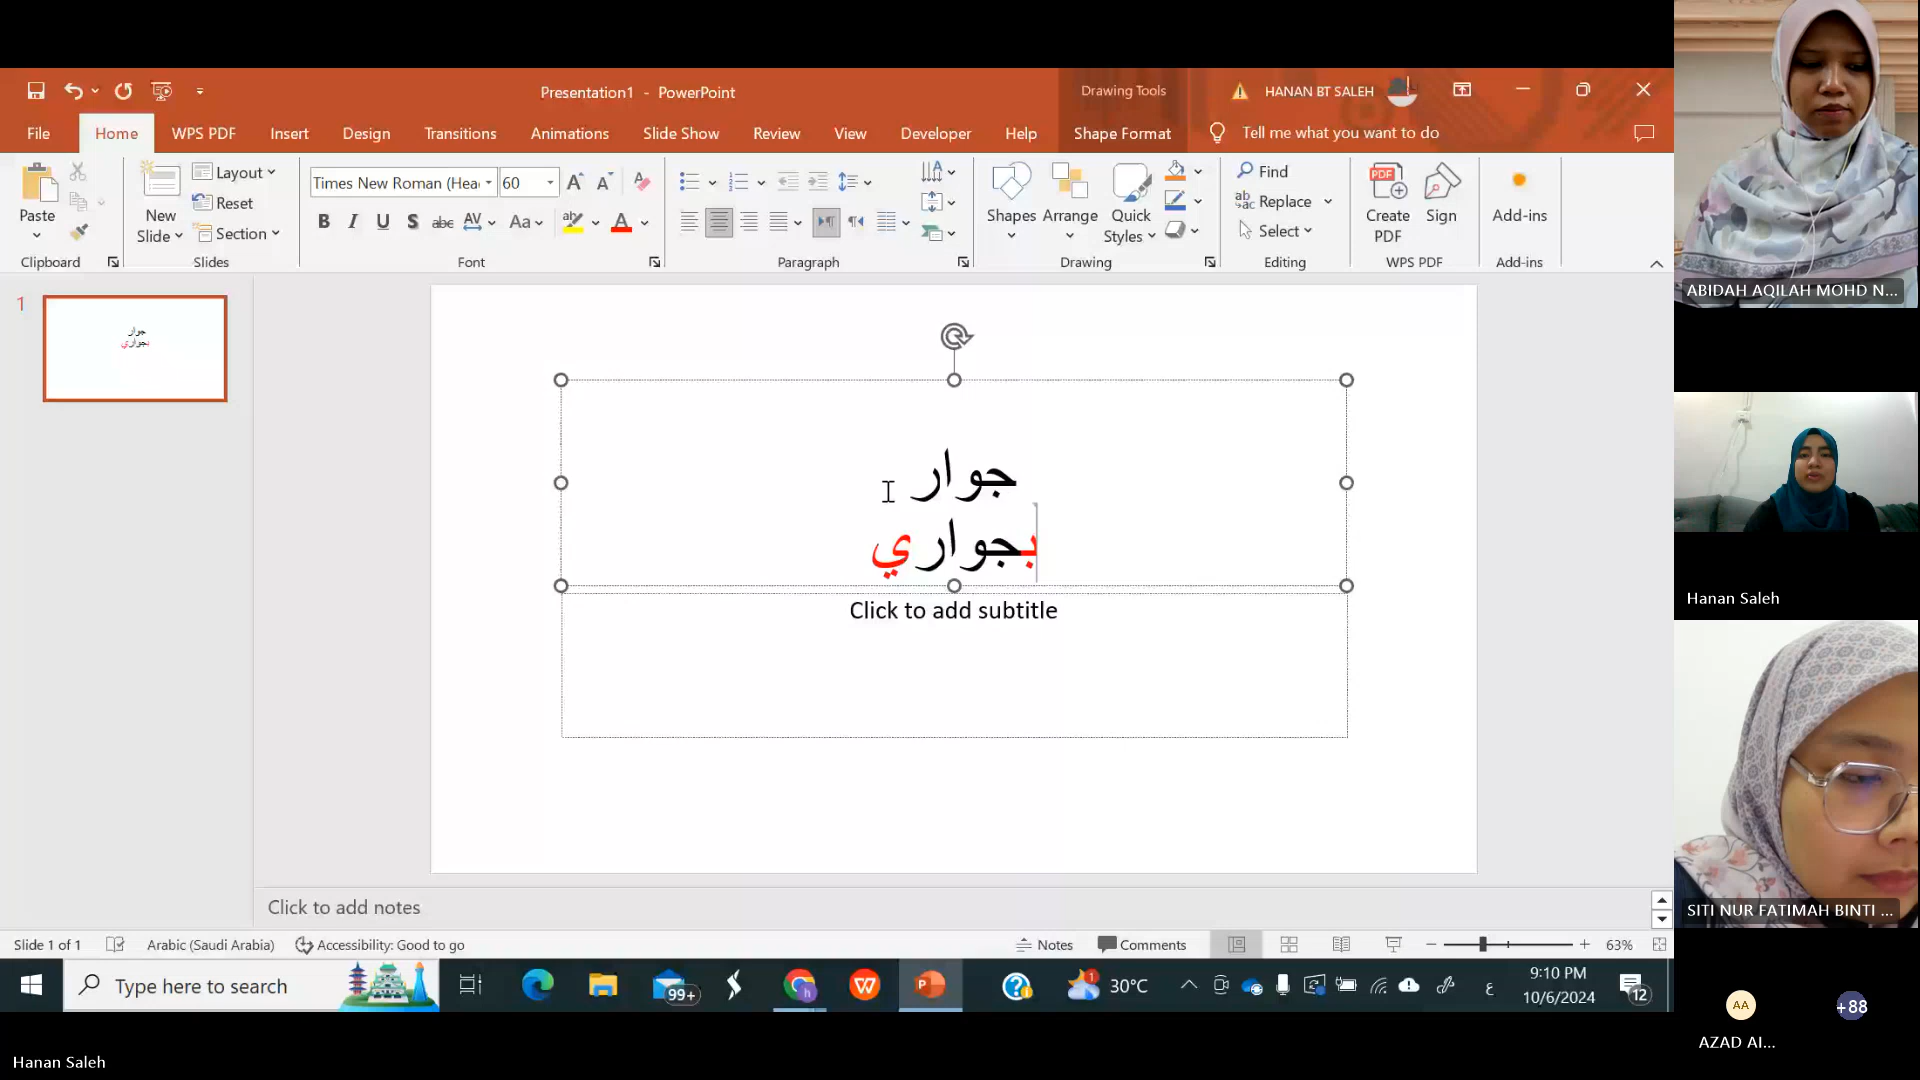 Presentation1 - PowerPoint
Drawing Tools
HANAN BT SALEH
File Home WPS PDF Insert Design Transitions Animations Slide Show Review View Developer Help Shape Format Tell me what you want to do
Paste
Clipboard
New Slide
Layout
Reset
Section
Slides
Times New Roman (Hea
60
Font
Paragraph
Shapes
Arrange
Quick Styles
Drawing
Find
Replace
Select
Editing
Create PDF
Sign
WPS PDF
Add-ins
Add-ins
1
جوار
بجواري
جوار
بجواري
Click to add subtitle
Click to add notes
Slide 1 of 1
Arabic (Saudi Arabia)
Accessibility: Good to go
Notes
Comments
63%
Type here to search
99+
1
30°C
ع
9:10 PM
10/6/2024
12
ABIDAH AQILAH MOHD N...
Hanan Saleh
SITI NUR FATIMAH BINTI ...
AA
+88
AZAD AI...
Hanan Saleh